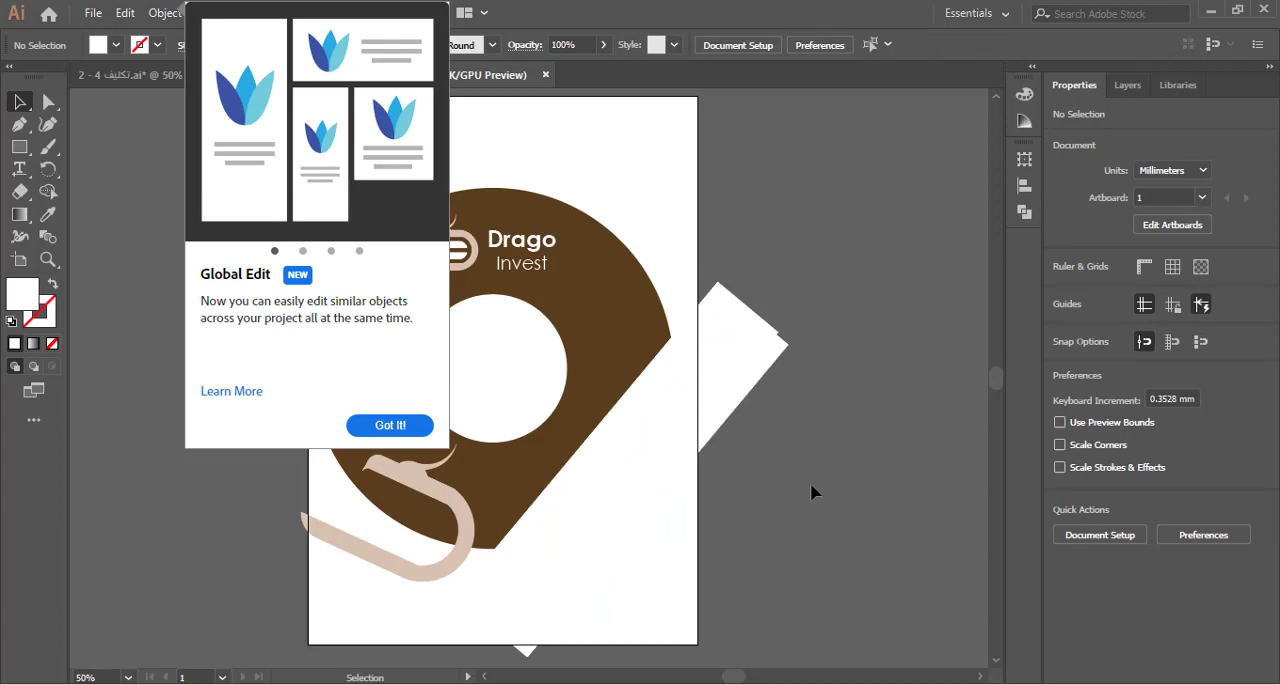 Ai
File Edit Object
Essentials
Search Adobe Stock
No Selection
Round
Opacity: 100%
Style:
Document Setup
Preferences
2 - 4 تكليف.ai* @ 50%
K/GPU Preview)
Properties Layers Libraries
No Selection
Document
Units: Millimeters
Artboard: 1
Edit Artboards
Ruler & Grids
Guides
Snap Options
Preferences
Keyboard Increment: 0.3528 mm
Use Preview Bounds
Scale Corners
Scale Strokes & Effects
Quick Actions
Document Setup
Preferences
Drago
Invest
Global Edit NEW
Now you can easily edit similar objects
across your project all at the same time.
Learn More
Got It!
50%
1
Selection